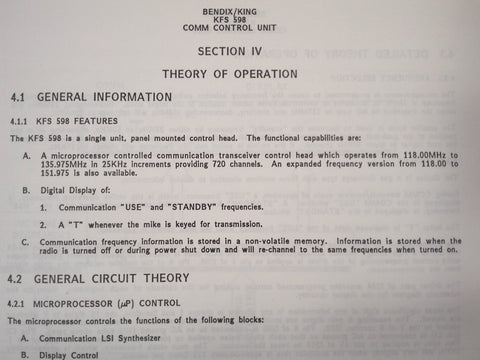 BENDIX/KING
KFS 598
COMM CONTROL UNIT
SECTION IV
THEORY OF OPERATION
4.1 GENERAL INFORMATION
4.1.1 KFS 598 FEATURES
The KFS 598 is a single unit, panel mounted control head. The functional capabilities are:
A. A microprocessor controlled communication transceiver control head which operates from 118.00MHz to
135.975MHz in 25KHz increments providing 720 channels. An expanded frequency version from 118.00 to
151.975 is also available.
B. Digital Display of:
1. Communication "USE" and "STANDBY" frequencies.
2. A "T" whenever the mike is keyed for transmission.
C. Communication frequency information is stored in a non-volatile memory. Information is stored when the
radio is turned off or during power shut down and will re-channel to the same frequencies when turned on.
4.2 GENERAL CIRCUIT THEORY
4.2.1 MICROPROCESSOR (μP) CONTROL
The microprocessor controls the functions of the following blocks:
A. Communication LSI Synthesizer
B. Display Control